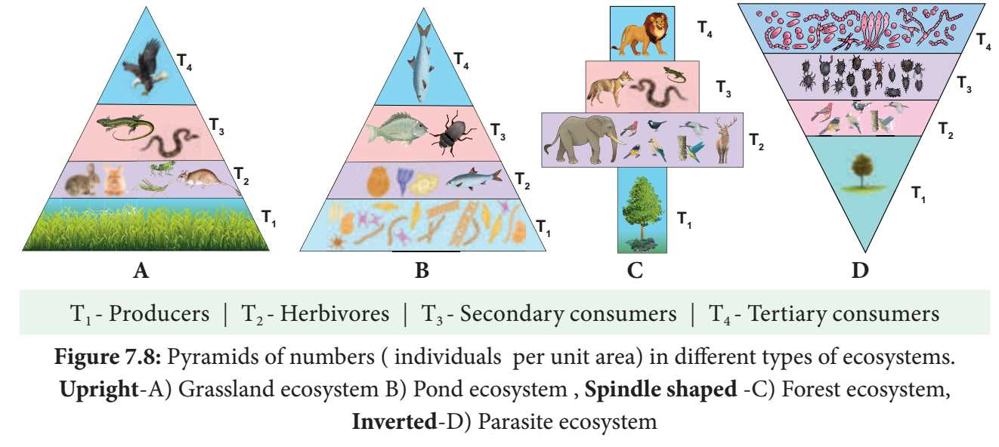 T₄
T₃
T₂
T₁
A
T₄
T₃
T₂
T₁
B
T₄
T₃
T₂
T₁
C
T₄
T₃
T₂
T₁
D
T₁ - Producers | T₂ - Herbivores | T₃ - Secondary consumers | T₄ - Tertiary consumers
Figure 7.8: Pyramids of numbers ( individuals per unit area) in different types of ecosystems.
Upright-A) Grassland ecosystem B) Pond ecosystem , Spindle shaped -C) Forest ecosystem,
Inverted-D) Parasite ecosystem